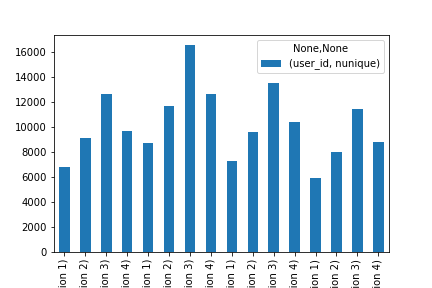 None,None
(user_id, nunique)
16000
14000
12000
10000
8000
6000
4000
2000
0
ion 1)
ion 2)
ion 3)
ion 4)
ion 1)
ion 2)
ion 3)
ion 4)
ion 1)
ion 2)
ion 3)
ion 4)
ion 1)
ion 2)
ion 3)
ion 4)